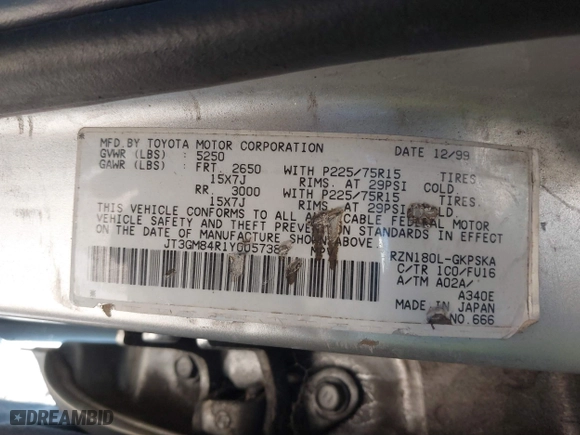 MFD.BY TOYOTA MOTOR CORPORATION DATE 12/99
GVWR (LBS) : 5250
GAWR (LBS) : FRT. 2650 WITH P225/75R15 TIRES
15X7J RIMS. AT 29PSI COLD.
RR. 3000 WITH P225/75R15 TIRES
15X7J RIMS. AT 29PSI COLD.
THIS VEHICLE CONFORMS TO ALL FEDERAL MOTOR
VEHICLE SAFETY AND THEFT PREVENTION STANDARDS IN EFFECT
ON THE DATE OF MANUFACTURE SHOWN ABOVE.
RZN180L-GKPSKA
C/TR 1C0/FU16
A/TM A02A/
A340E
MADE IN JAPAN
NO.666
DREAMBID